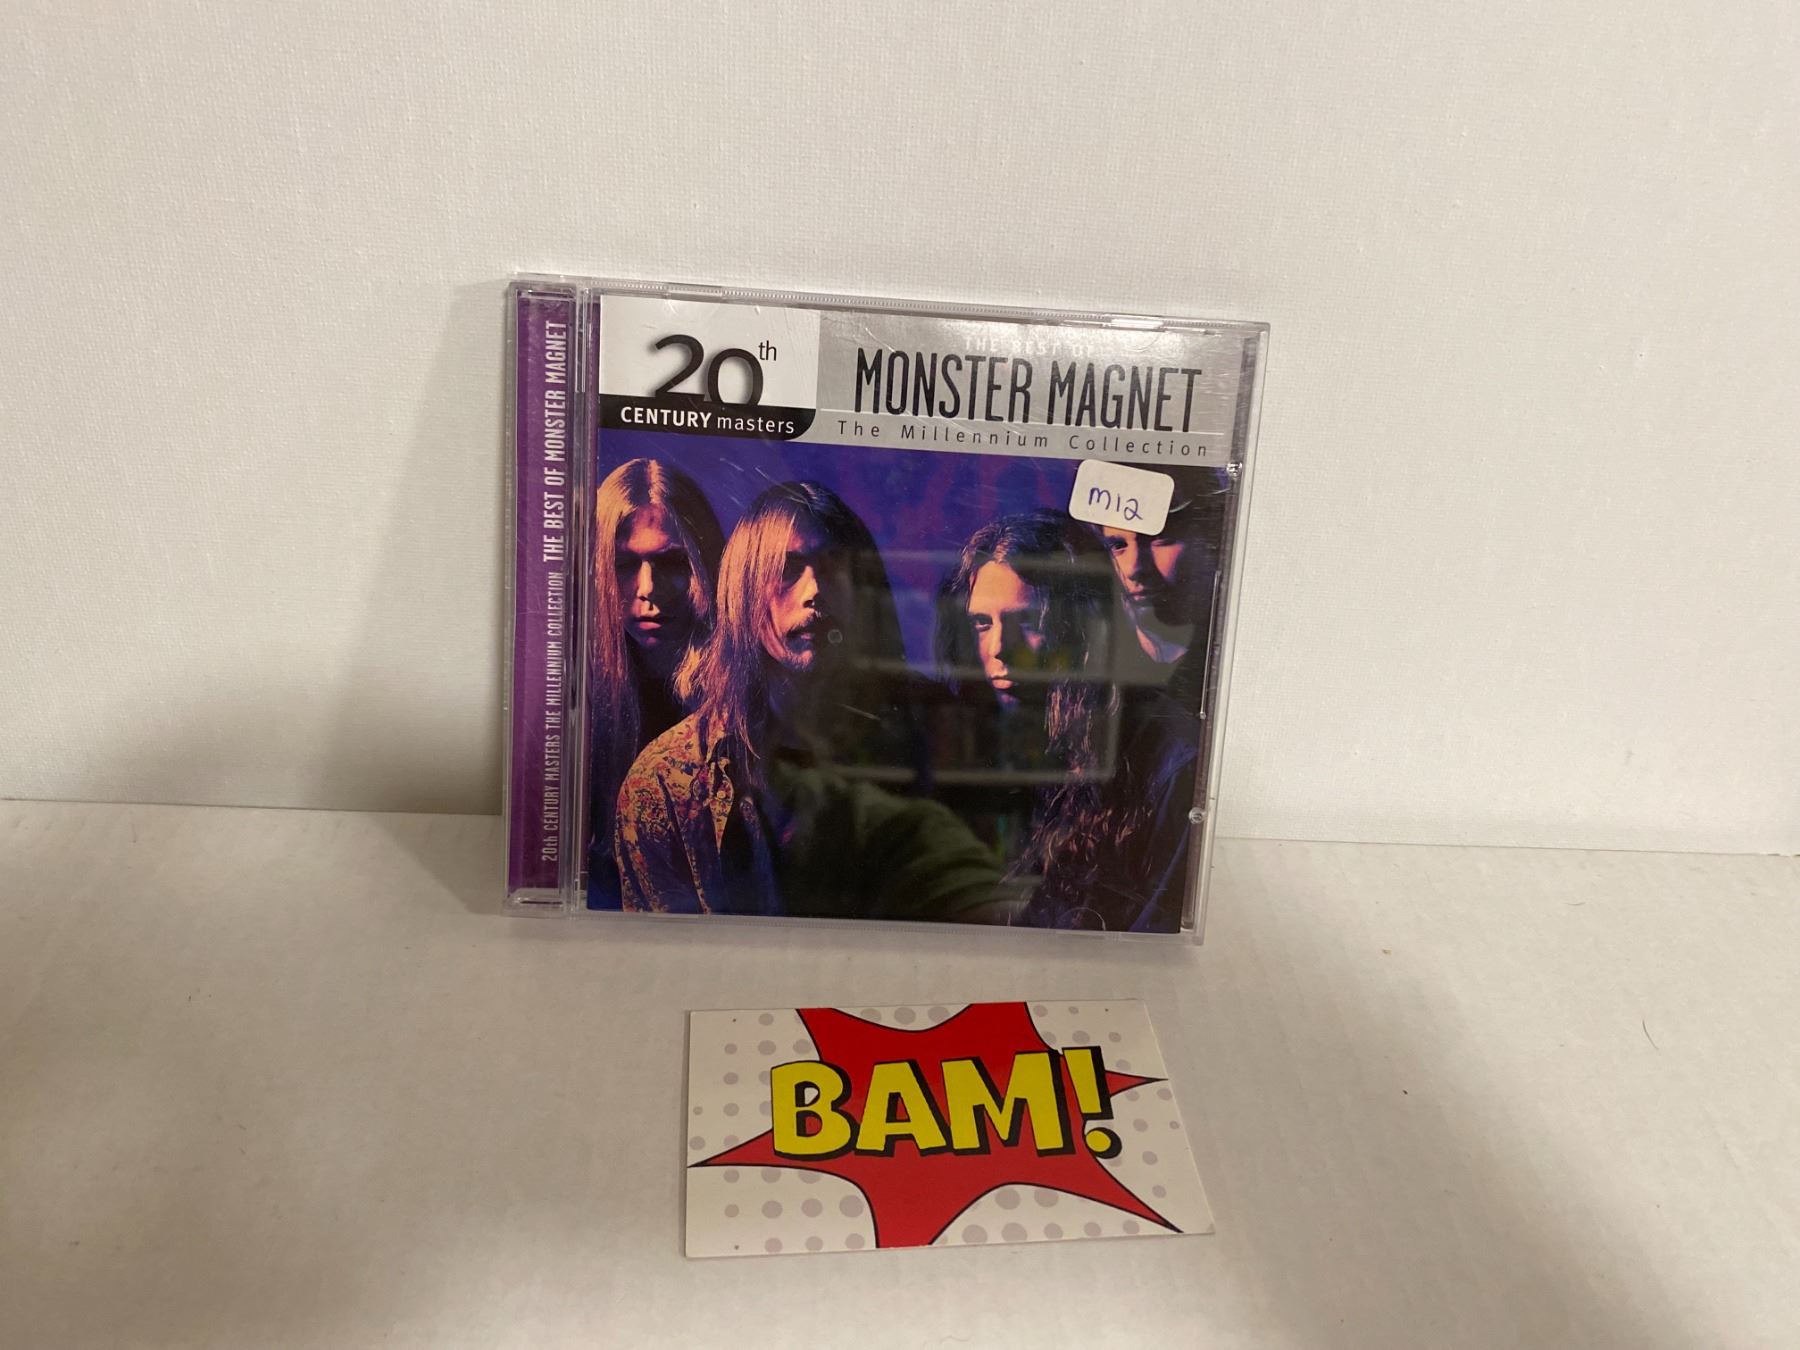 20th CENTURY MASTERS THE MILLENNIUM COLLECTION THE BEST OF MONSTER MAGNET
20th
CENTURY masters
THE BEST OF
MONSTER MAGNET
The Millennium Collection
m12
BAM!